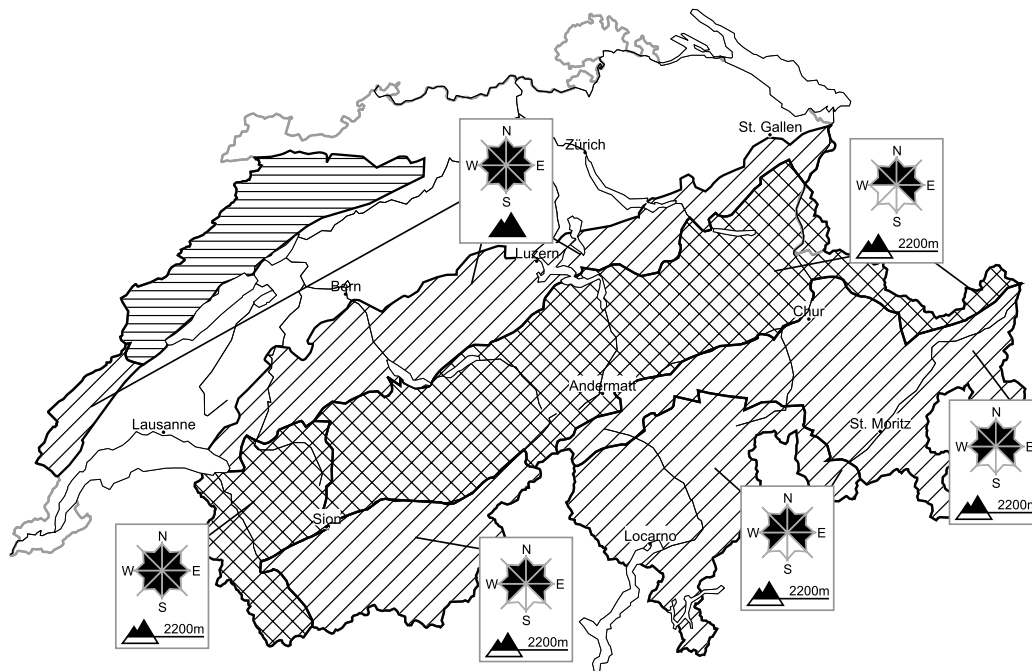 St. Gallen
Zürich
N
W E
S
N
W E
S
2200m
Luzern
Bern
Chur
Andermatt
Lausanne
St. Moritz
N
W E
S
2200m
Sion
Locarno
N
W E
S
2200m
N
W E
S
2200m
N
W E
S
2200m